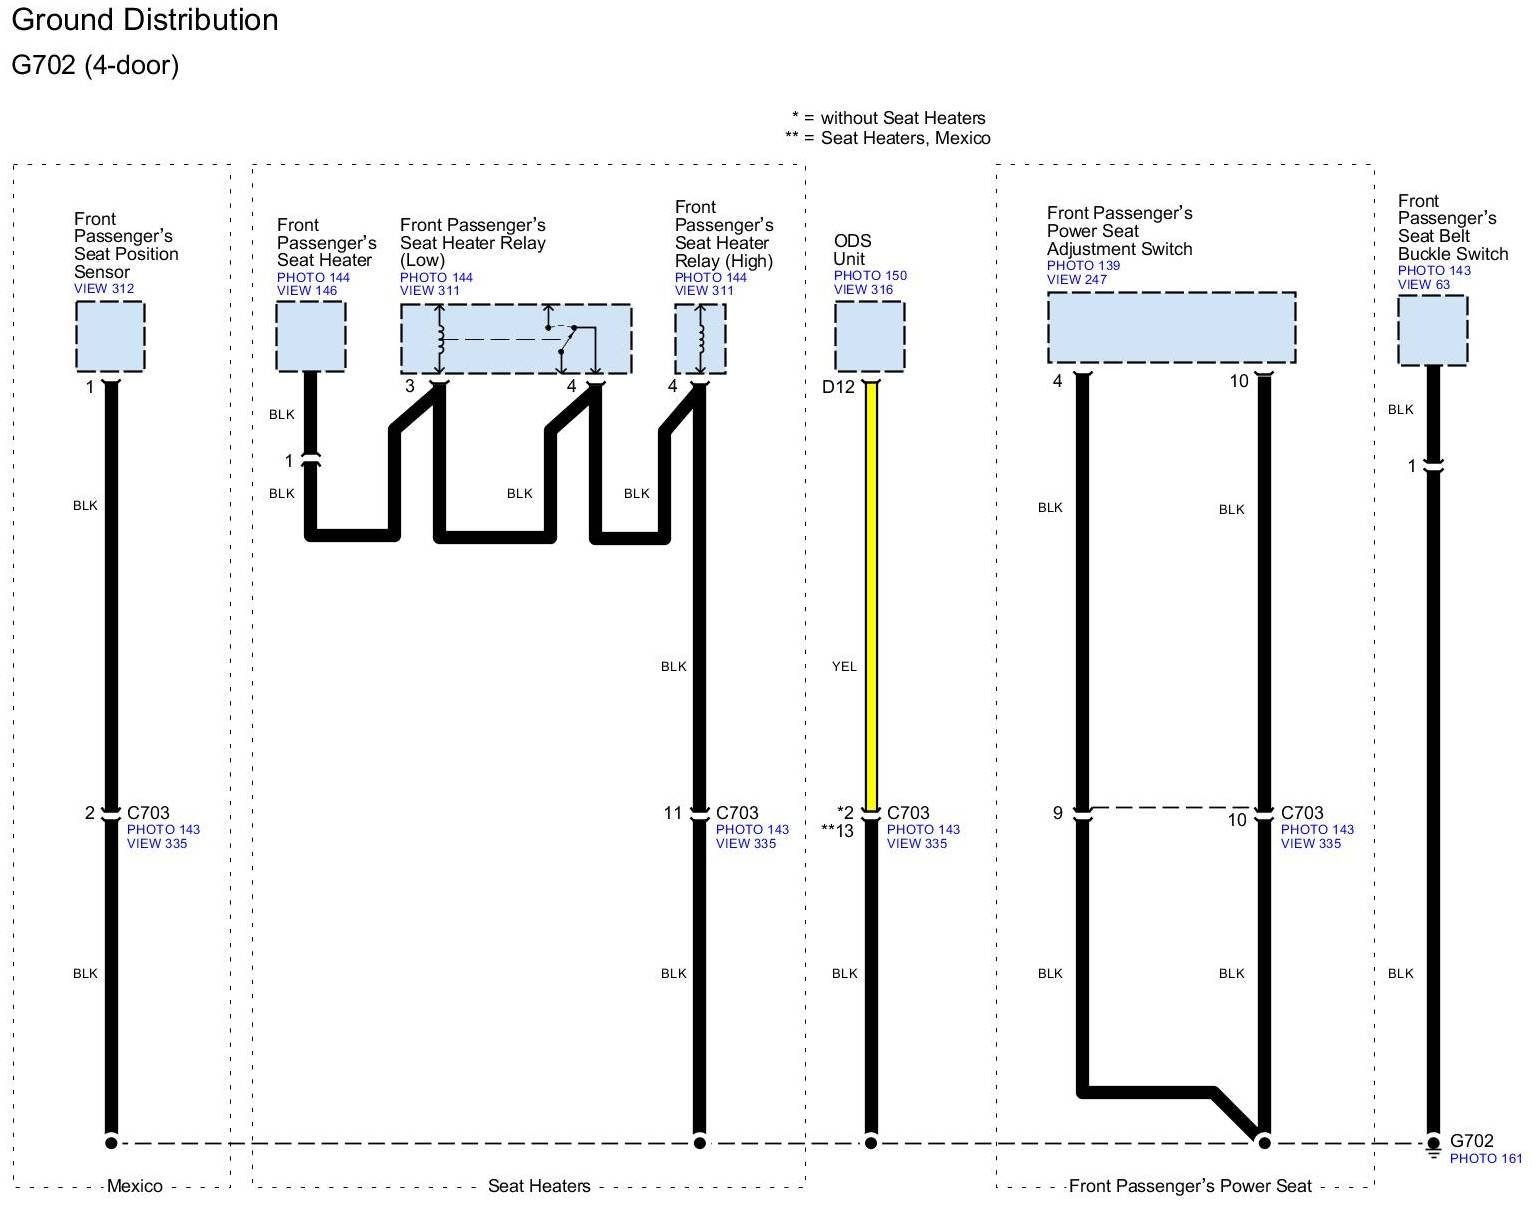 Ground Distribution
G702 (4-door)
* = without Seat Heaters
** = Seat Heaters, Mexico
Front
Passenger's
Seat Position
Sensor
VIEW 312
1
BLK
2
C703
PHOTO 143
VIEW 335
BLK
Mexico
Front
Passenger's
Seat Heater
PHOTO 144
VIEW 146
BLK
1
BLK
Front Passenger's
Seat Heater Relay
(Low)
PHOTO 144
VIEW 311
3
4
BLK
Front
Passenger's
Seat Heater
Relay (High)
PHOTO 144
VIEW 311
4
BLK
BLK
11
C703
PHOTO 143
VIEW 335
BLK
Seat Heaters
ODS
Unit
PHOTO 150
VIEW 316
D12
YEL
*2
**13
C703
PHOTO 143
VIEW 335
BLK
Front Passenger's
Power Seat
Adjustment Switch
PHOTO 139
VIEW 247
4
10
BLK
BLK
9
10
C703
PHOTO 143
VIEW 335
BLK
BLK
Front Passenger's Power Seat
Front
Passenger's
Seat Belt
Buckle Switch
PHOTO 143
VIEW 63
BLK
1
BLK
G702
PHOTO 161